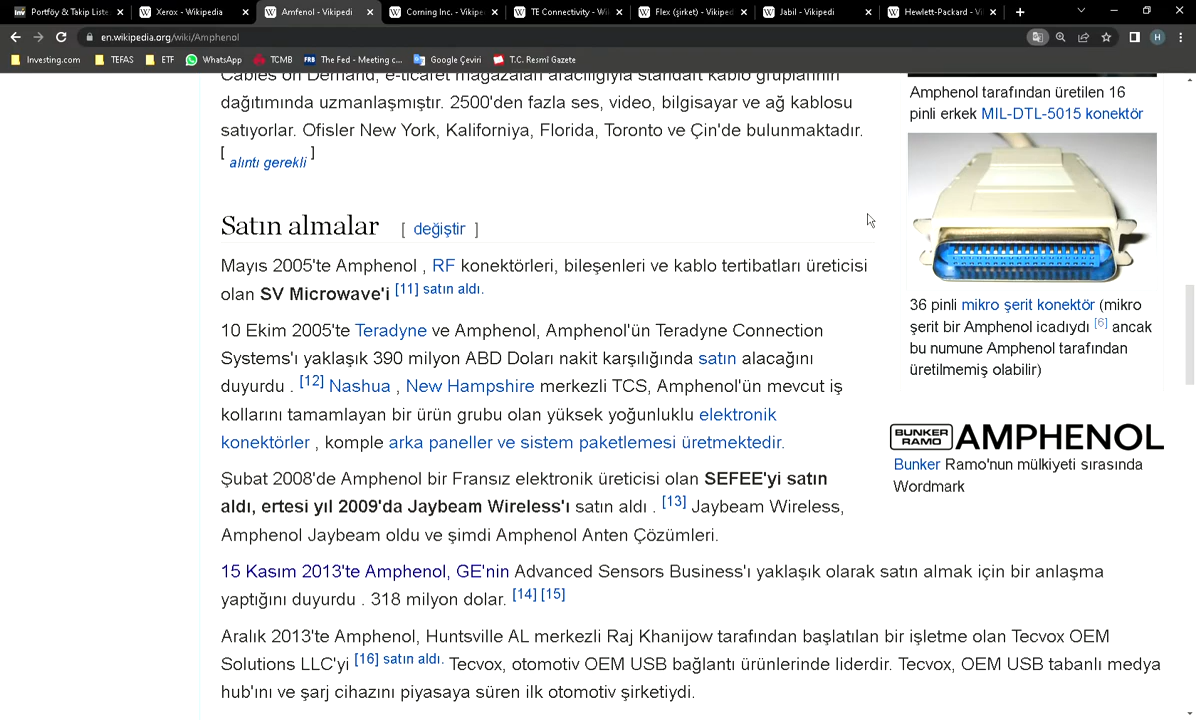 Portföy & Takip Liste
Xerox - Wikipedia
Amfenol - Vikipedi
Corning Inc. - Vikipe
TE Connectivity - Wi
Flex (şirket) - Vikiped
Jabil - Vikipedi
Hewlett-Packard - Vi
en.wikipedia.org/wiki/Amphenol
Investing.com
TEFAS
ETF
WhatsApp
TCMB
FRB
The Fed - Meeting c...
Google Çeviri
T.C. Resmî Gazete
Cables on Demand, e-ticaret mağazaları aracılığıyla standart kablo gruplarının
dağıtımında uzmanlaşmıştır. 2500'den fazla ses, video, bilgisayar ve ağ kablosu
satıyorlar. Ofisler New York, Kaliforniya, Florida, Toronto ve Çin'de bulunmaktadır.
[ alıntı gerekli ]
Satın almalar [ değiştir ]
Mayıs 2005'te Amphenol , RF konektörleri, bileşenleri ve kablo tertibatları üreticisi
olan SV Microwave'i [11] satın aldı.
10 Ekim 2005'te Teradyne ve Amphenol, Amphenol'ün Teradyne Connection
Systems'ı yaklaşık 390 milyon ABD Doları nakit karşılığında satın alacağını
duyurdu . [12] Nashua , New Hampshire merkezli TCS, Amphenol'ün mevcut iş
kollarını tamamlayan bir ürün grubu olan yüksek yoğunluklu elektronik
konektörler , komple arka paneller ve sistem paketlemesi üretmektedir.
Şubat 2008'de Amphenol bir Fransız elektronik üreticisi olan SEFEE'yi satın
aldı, ertesi yıl 2009'da Jaybeam Wireless'ı satın aldı . [13] Jaybeam Wireless,
Amphenol Jaybeam oldu ve şimdi Amphenol Anten Çözümleri.
15 Kasım 2013'te Amphenol, GE'nin Advanced Sensors Business'ı yaklaşık olarak satın almak için bir anlaşma
yaptığını duyurdu . 318 milyon dolar. [14] [15]
Aralık 2013'te Amphenol, Huntsville AL merkezli Raj Khanijow tarafından başlatılan bir işletme olan Tecvox OEM
Solutions LLC'yi [16] satın aldı. Tecvox, otomotiv OEM USB bağlantı ürünlerinde liderdir. Tecvox, OEM USB tabanlı medya
hub'ını ve şarj cihazını piyasaya süren ilk otomotiv şirketiydi.
Amphenol tarafından üretilen 16
pinli erkek MIL-DTL-5015 konektör
36 pinli mikro şerit konektör (mikro
şerit bir Amphenol icadıydı [6] ancak
bu numune Amphenol tarafından
üretilmemiş olabilir)
BUNKER
RAMO
AMPHENOL
Bunker Ramo'nun mülkiyeti sırasında
Wordmark